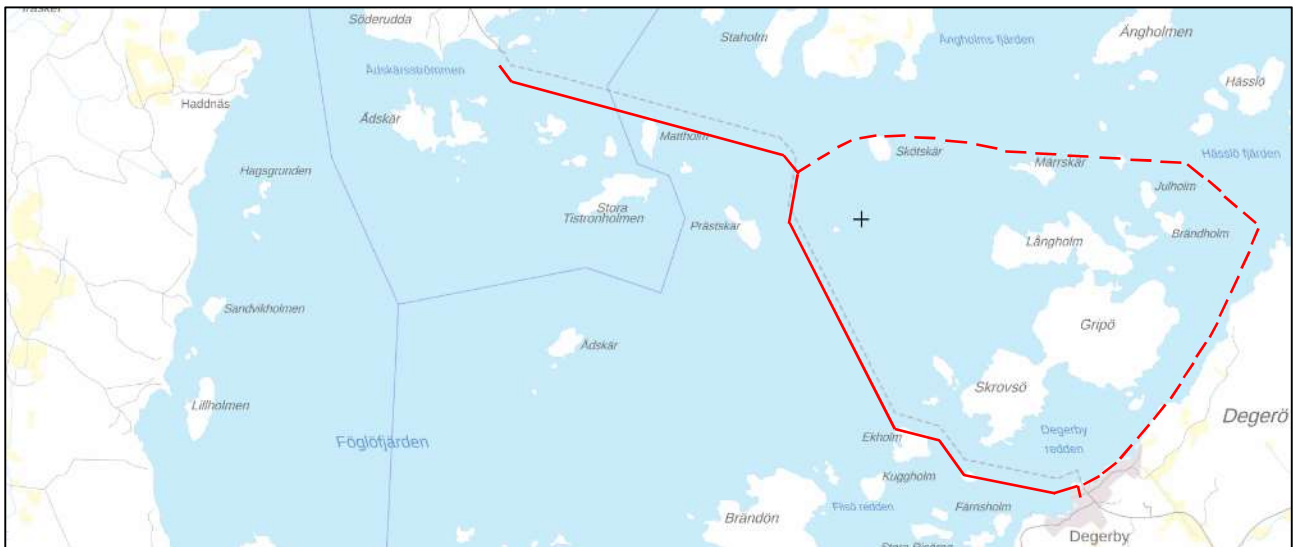 Söderudda
Staholm
Ängholms fjärden
Ängholmen
Ådskärsströmmen
Hässlö
Haddnäs
Ådskär
Mattholm
Skötskär
Hässlö fjärden
Märrskär
Hagsgrunden
Julholm
Stora
Tistronholmen
Prästskär
Brändholm
Långholm
Sandvikholmen
Gripö
Ådskär
Skrovsö
Lillholmen
Degerö
Föglöfjärden
Ekholm
Degerby
redden
Kuggholm
Flisö redden
Färnsholm
Brändön
Degerby